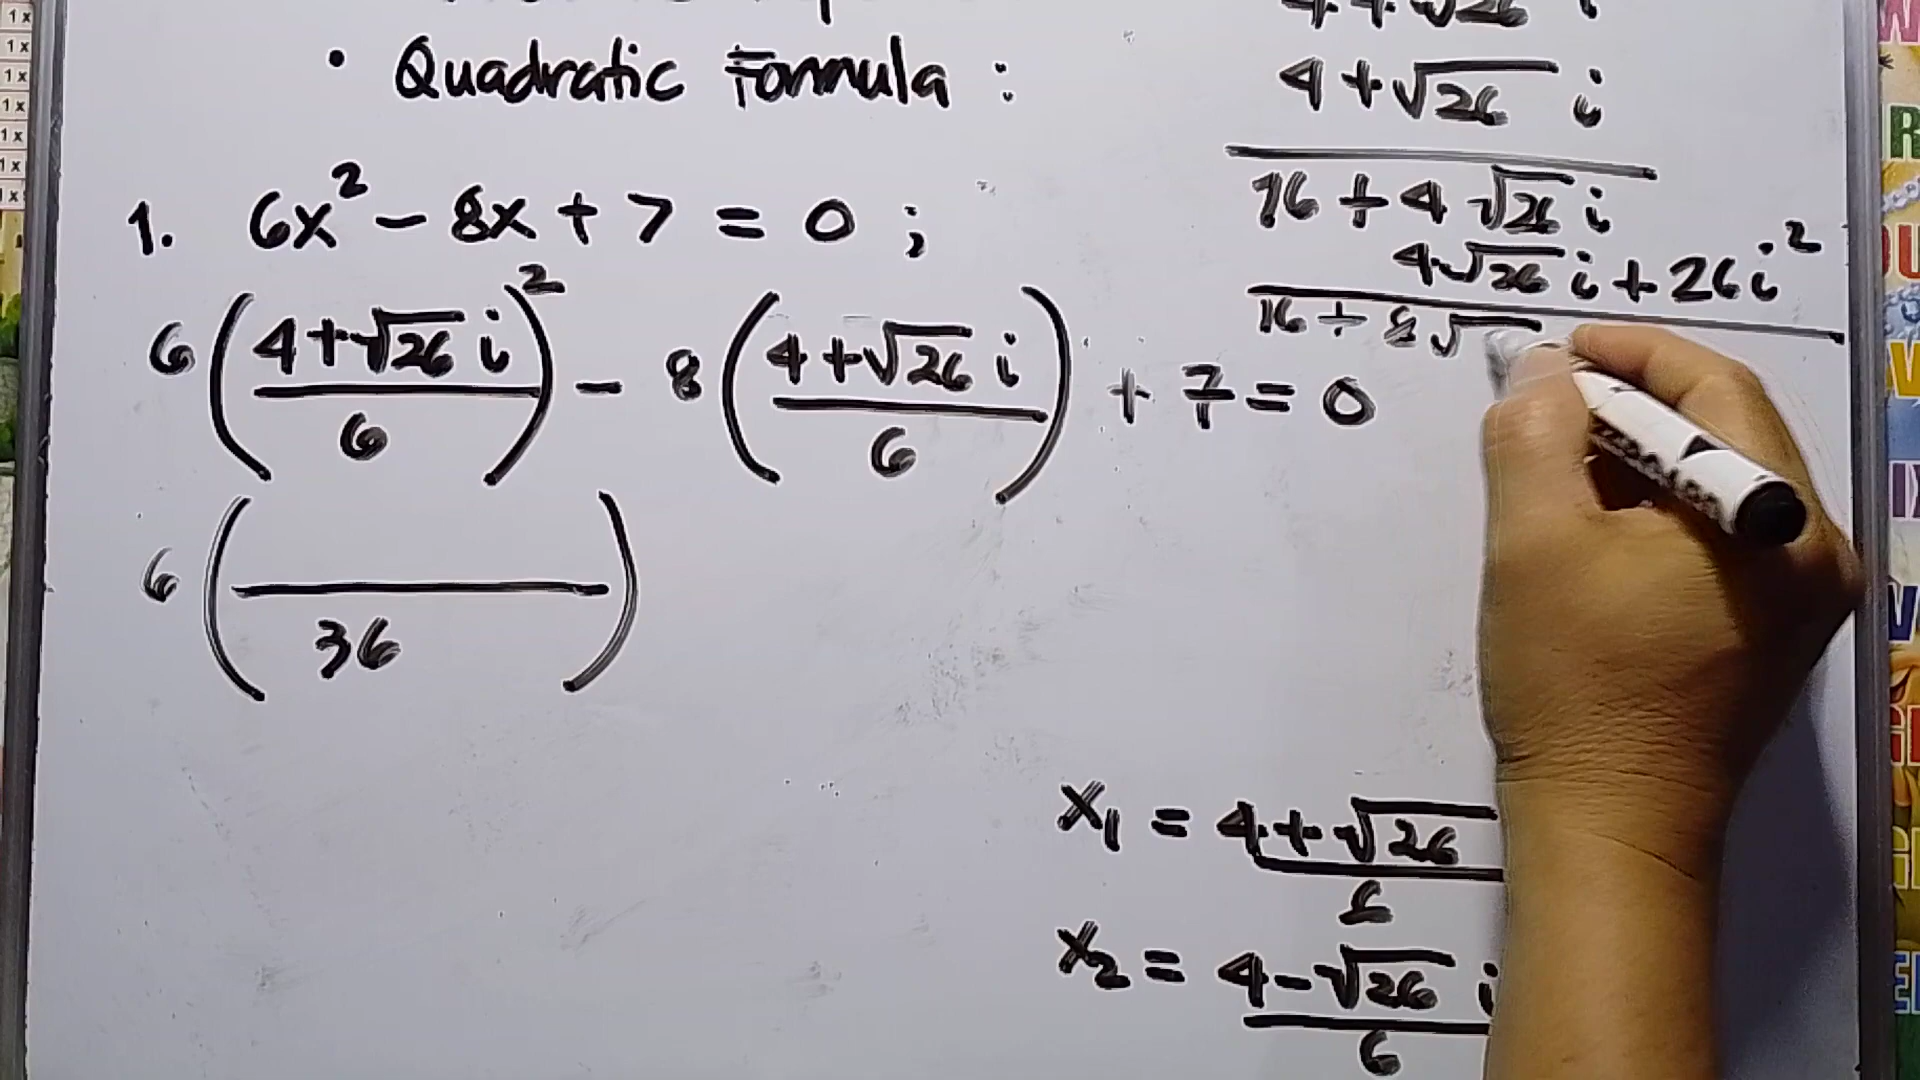 • Quadratic Formula :
1. 6x² - 8x + 7 = 0 ;
6 ( (4+√26 i)/6 )² - 8 ( (4+√26 i)/6 ) + 7 = 0
6 ( /36 )
4+√26 i
4+√26 i
16 + 4√26 i
4√26 i + 26i²
16 + 8√
x₁ = 4+√26 / 6
x₂ = 4-√26 i / 6